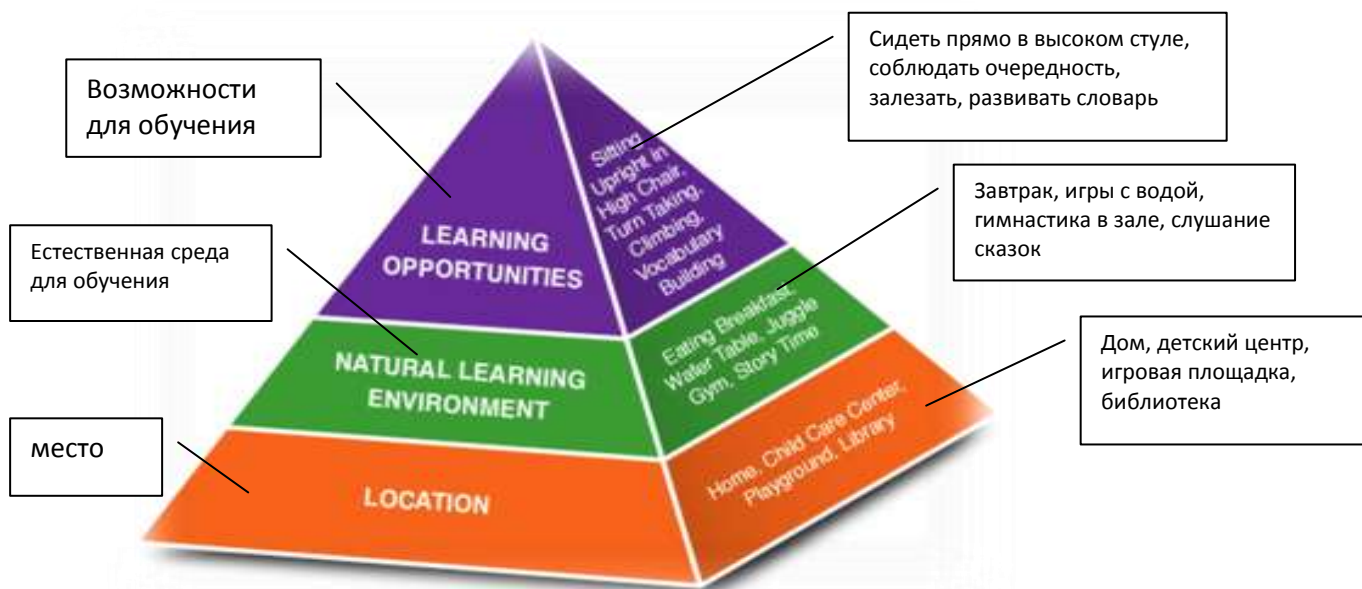 Возможности
для обучения
Сидеть прямо в высоком стуле,
соблюдать очередность,
залезать, развивать словарь
Sitting
Upright in
High Chair,
Turn Taking,
Climbing,
Vocabulary
Building
LEARNING
OPPORTUNITIES
Завтрак, игры с водой,
гимнастика в зале, слушание
сказок
Естественная среда
для обучения
Eating Breakfast,
Water Table, Juggle
Gym, Story Time
NATURAL LEARNING
ENVIRONMENT
Дом, детский центр,
игровая площадка,
библиотека
место
Home, Child Care Center,
Playground, Library
LOCATION